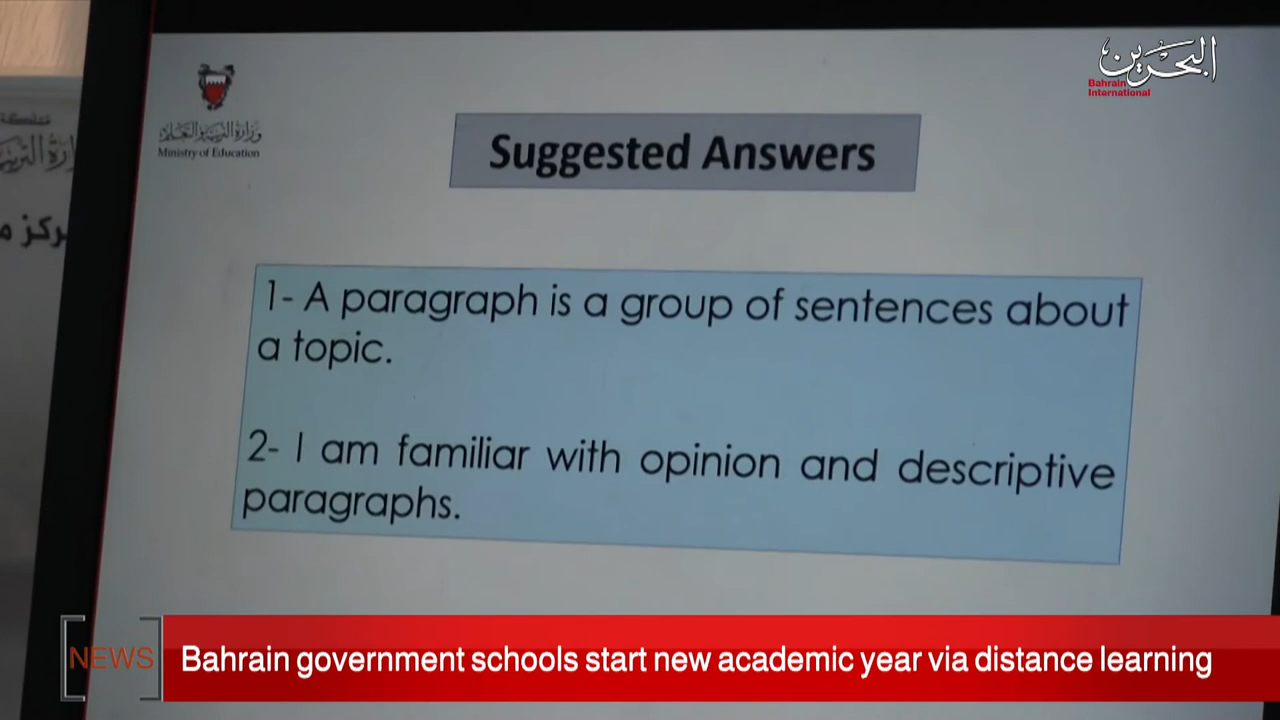 البحرين
Bahrain
International
وزارة التربية والتعليم
Ministry of Education
Suggested Answers
1- A paragraph is a group of sentences about
a topic.
2- I am familiar with opinion and descriptive
paragraphs.
NEWS
Bahrain government schools start new academic year via distance learning